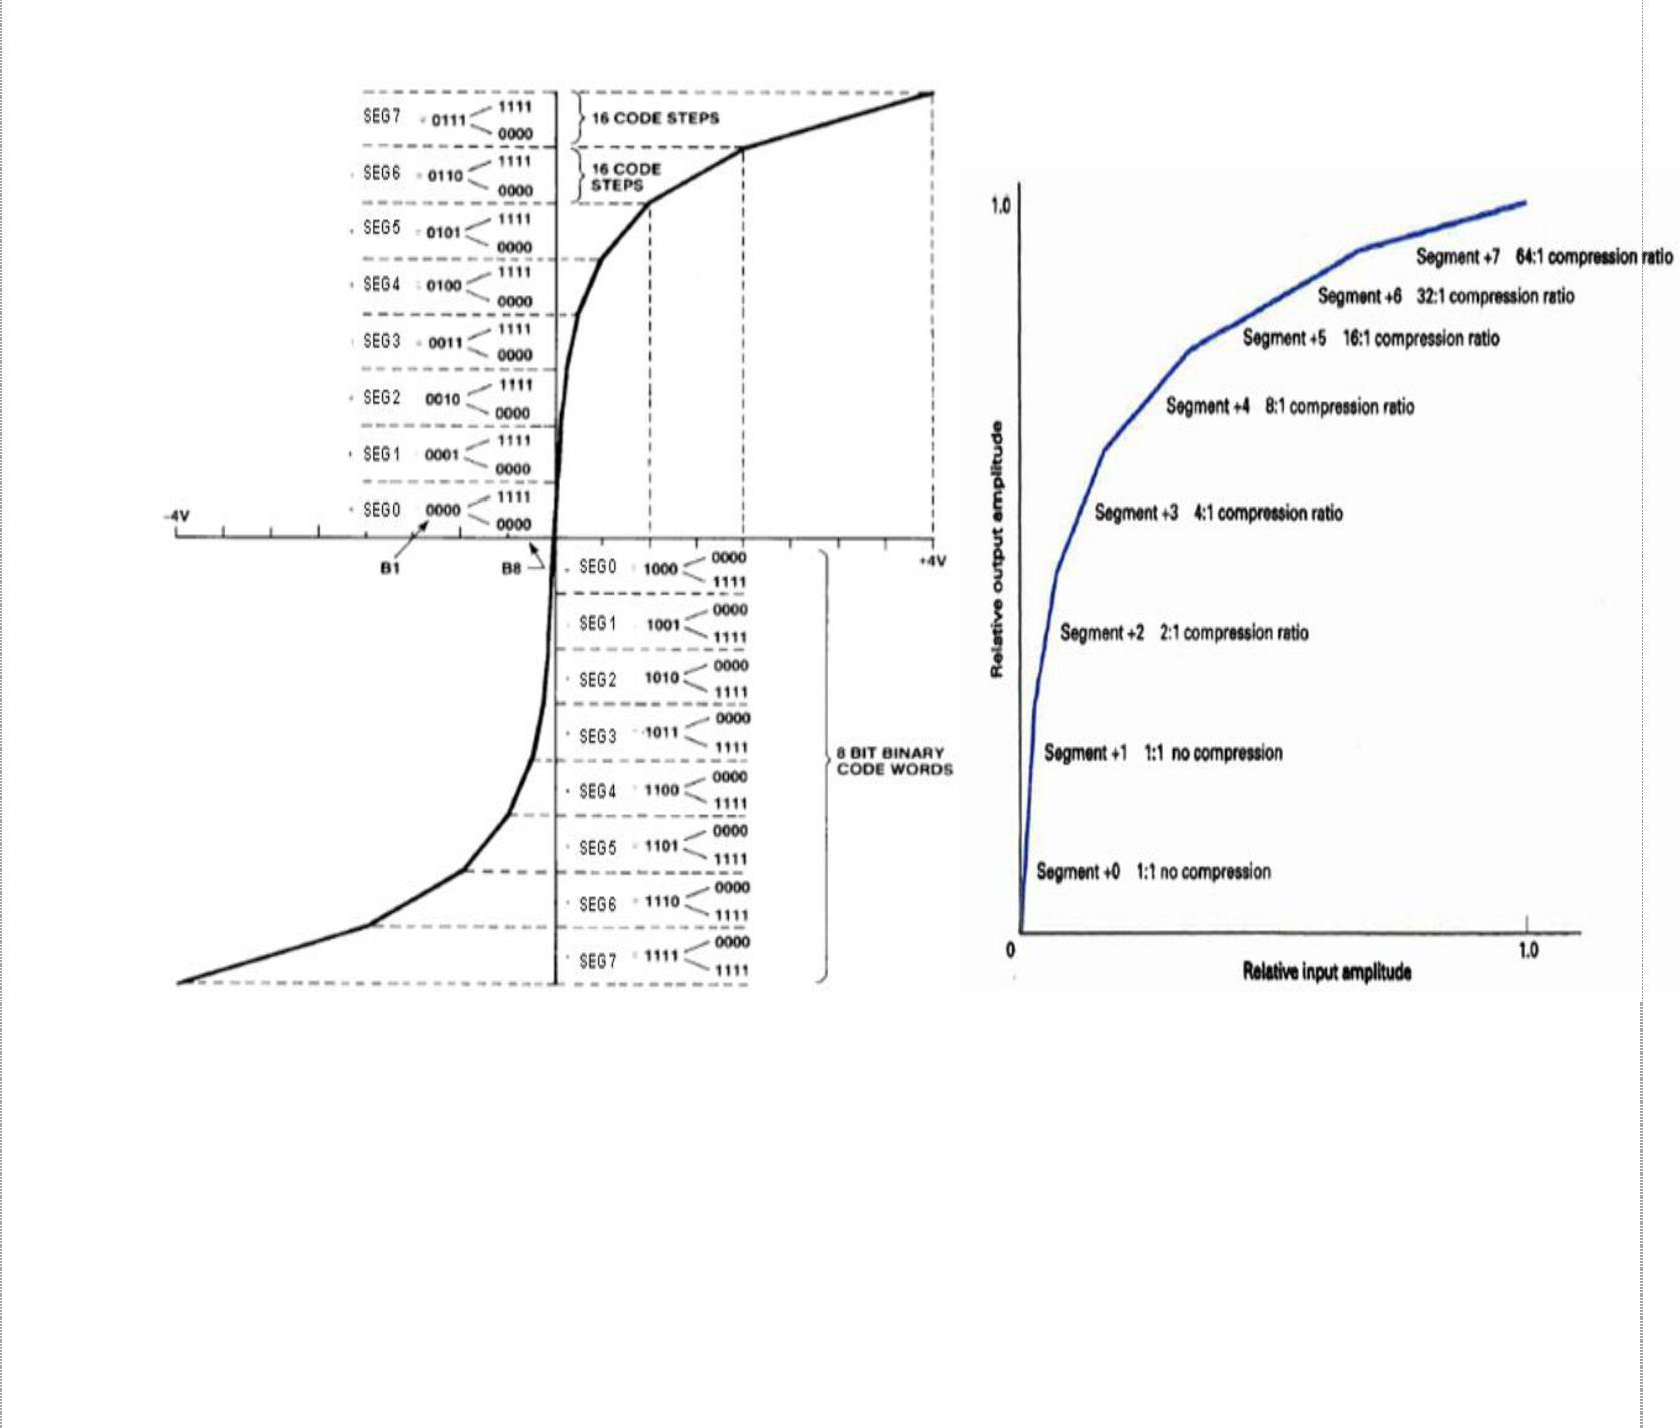 SEG7 0111 1111
0000
16 CODE STEPS
SEG6 0110 1111
0000
16 CODE
STEPS
SEG5 0101 1111
0000
SEG4 0100 1111
0000
SEG3 0011 1111
0000
SEG2 0010 1111
0000
SEG1 0001 1111
0000
SEG0 0000 1111
0000
-4V
+4V
B1
B8
SEG0 1000 0000
1111
SEG1 1001 0000
1111
SEG2 1010 0000
1111
SEG3 1011 0000
1111
SEG4 1100 0000
1111
SEG5 1101 0000
1111
SEG6 1110 0000
1111
SEG7 1111 0000
1111
8 BIT BINARY
CODE WORDS
1.0
Relative output amplitude
Segment +7 64:1 compression ratio
Segment +6 32:1 compression ratio
Segment +5 16:1 compression ratio
Segment +4 8:1 compression ratio
Segment +3 4:1 compression ratio
Segment +2 2:1 compression ratio
Segment +1 1:1 no compression
Segment +0 1:1 no compression
0
1.0
Relative input amplitude